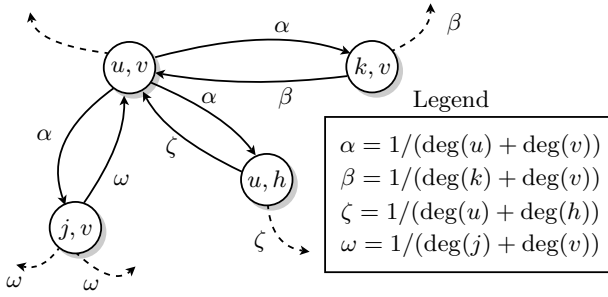 α
β
u, v
k, v
α
β
Legend
α
ζ
ω
u, h
α = 1/(deg(u) + deg(v))
β = 1/(deg(k) + deg(v))
ζ = 1/(deg(u) + deg(h))
ω = 1/(deg(j) + deg(v))
j, v
ζ
ω
ω